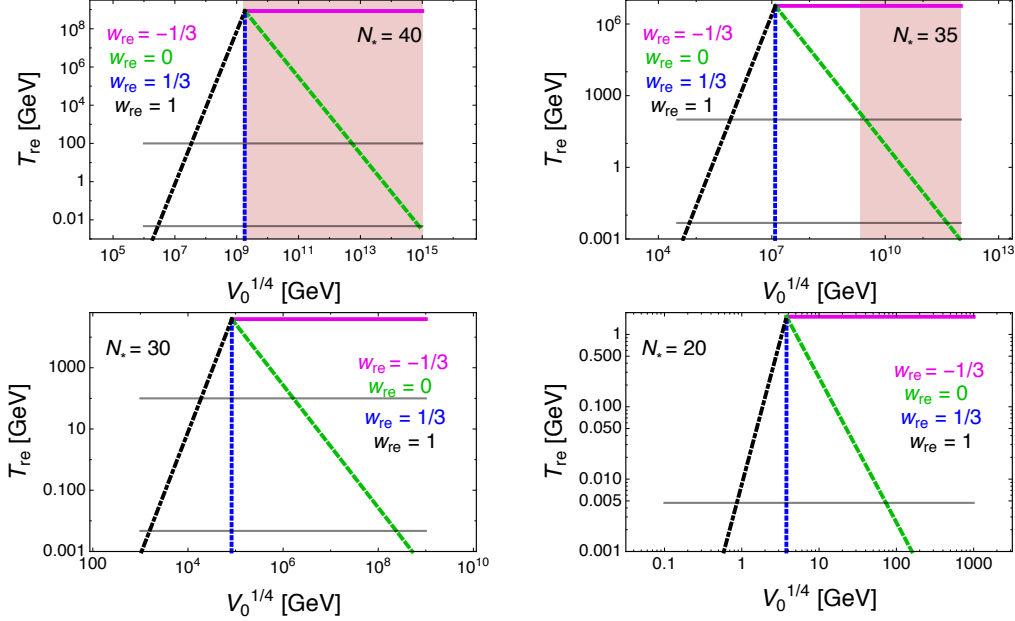 w_re = −1/3
w_re = 0
w_re = 1/3
w_re = 1
N_* = 40
T_re [GeV]
10^9
10^6
10^4
100
0.01
10^5 10^7 10^9 10^11 10^13 10^15
V_0^1/4 [GeV]
w_re = −1/3
w_re = 0
w_re = 1/3
w_re = 1
N_* = 35
T_re [GeV]
10^6
1000
1
0.001
10^4 10^7 10^10 10^13
V_0^1/4 [GeV]
N_* = 30
w_re = −1/3
w_re = 0
w_re = 1/3
w_re = 1
T_re [GeV]
1000
10
0.100
0.001
100 10^4 10^6 10^8 10^10
V_0^1/4 [GeV]
N_* = 20
w_re = −1/3
w_re = 0
w_re = 1/3
w_re = 1
T_re [GeV]
1
0.500
0.100
0.050
0.010
0.005
0.001
0.1 1 10 100 1000
V_0^1/4 [GeV]